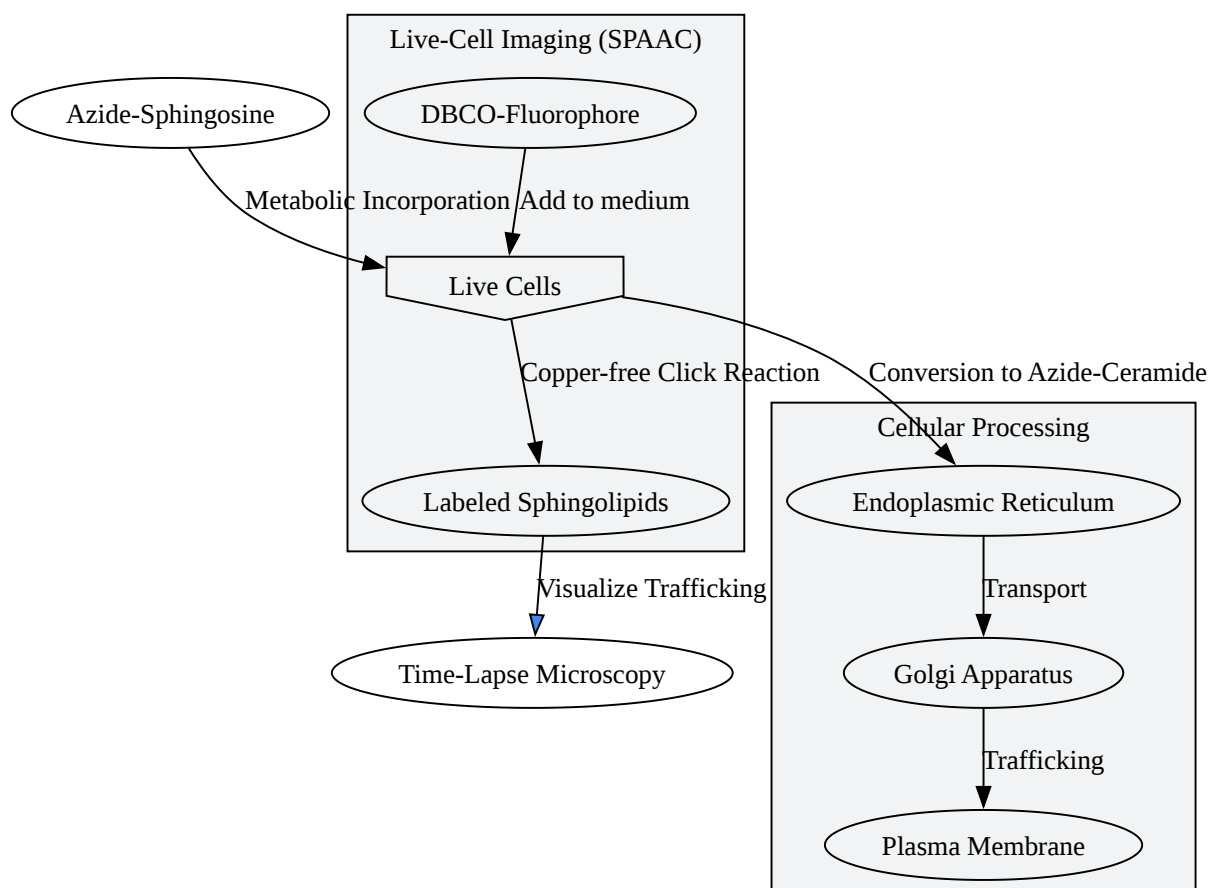 Live-Cell Imaging (SPAAC)
Azide-Sphingosine
DBCO-Fluorophore
Metabolic Incorporation
Add to medium
Live Cells
Copper-free Click Reaction
Conversion to Azide-Ceramide
Cellular Processing
Labeled Sphingolipids
Endoplasmic Reticulum
Visualize Trafficking
Transport
Time-Lapse Microscopy
Golgi Apparatus
Trafficking
Plasma Membrane